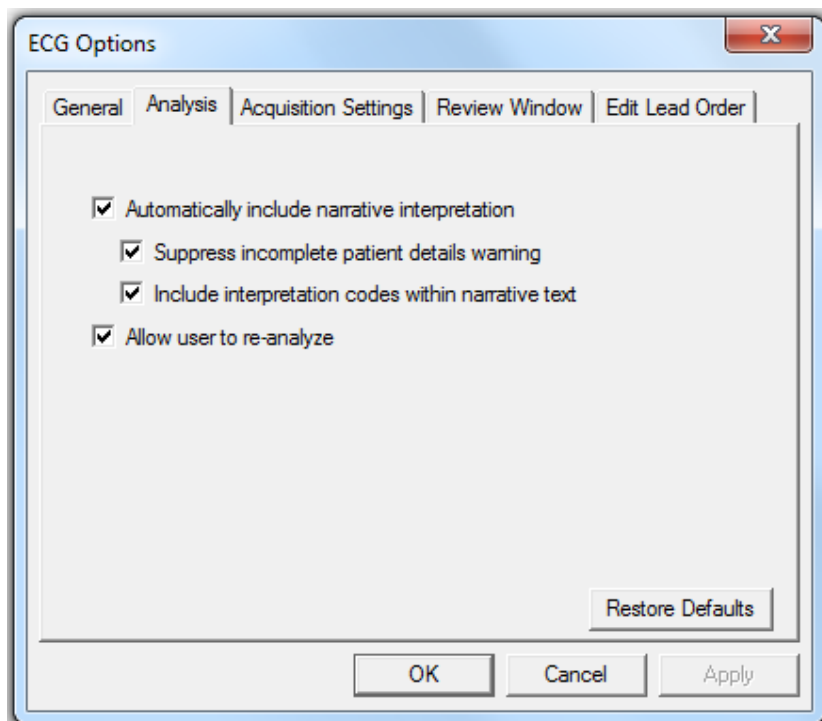 ECG Options
General Analysis Acquisition Settings Review Window Edit Lead Order
Automatically include narrative interpretation
Suppress incomplete patient details warning
Include interpretation codes within narrative text
Allow user to re-analyze
Restore Defaults
OK Cancel Apply